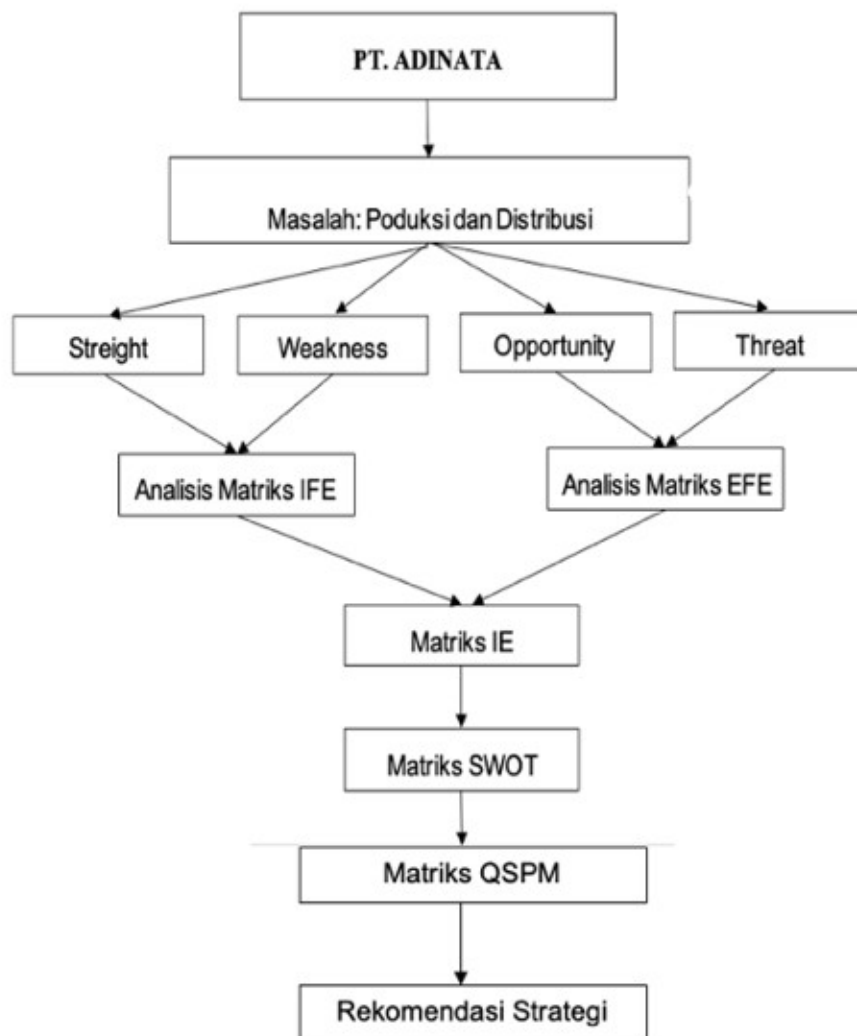 PT. ADINATA
Masalah: Poduksi dan Distribusi
Streight
Weakness
Opportunity
Threat
Analisis Matriks IFE
Analisis Matriks EFE
Matriks IE
Matriks SWOT
Matriks QSPM
Rekomendasi Strategi